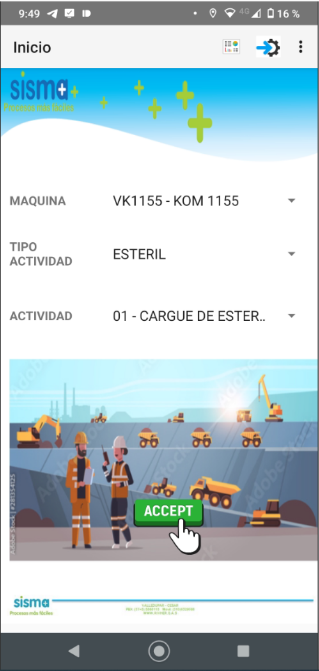 9:49
4G
16 %
Inicio
sisma
Procesos más fáciles
MAQUINA
VK1155 - KOM 1155
TIPO
ACTIVIDAD
ESTERIL
ACTIVIDAD
01 - CARGUE DE ESTER..
ACCEPT
sisma
Procesos más fáciles